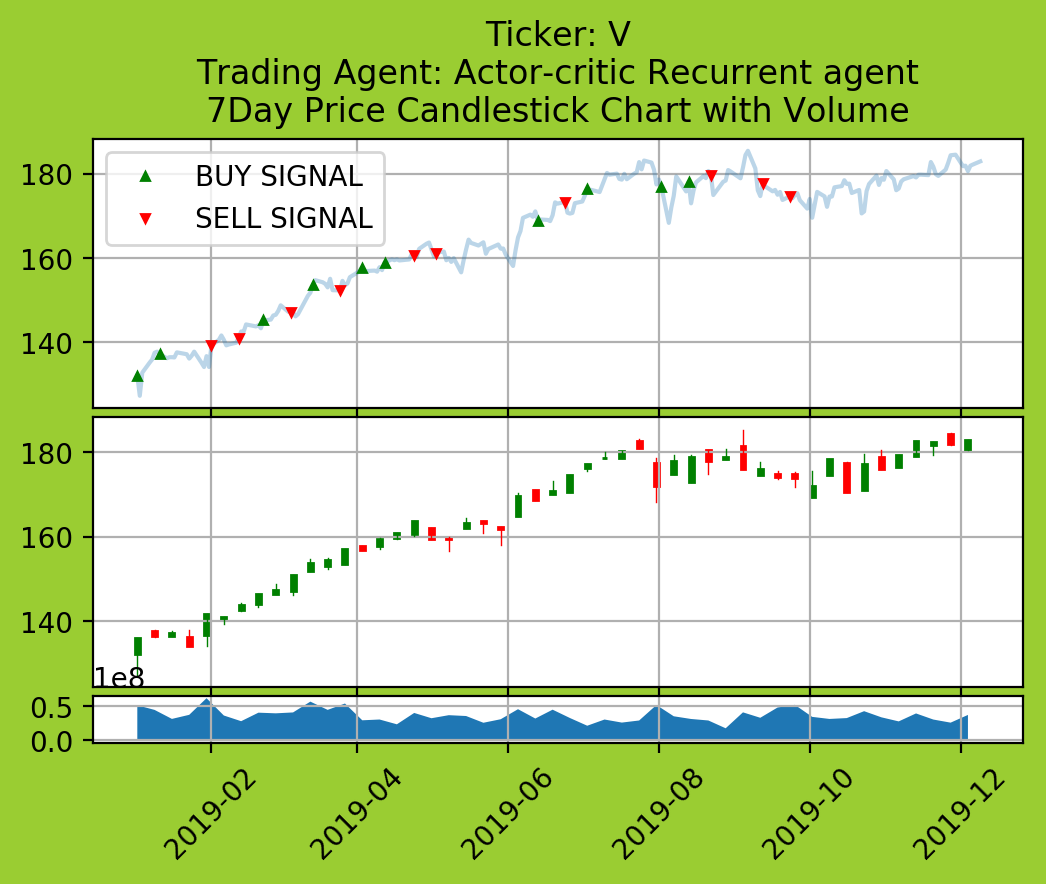 Ticker: V
Trading Agent: Actor-critic Recurrent agent
7Day Price Candlestick Chart with Volume
BUY SIGNAL
SELL SIGNAL
180
160
140
180
160
140
1e8
0.5
0.0
2019-02
2019-04
2019-06
2019-08
2019-10
2019-12